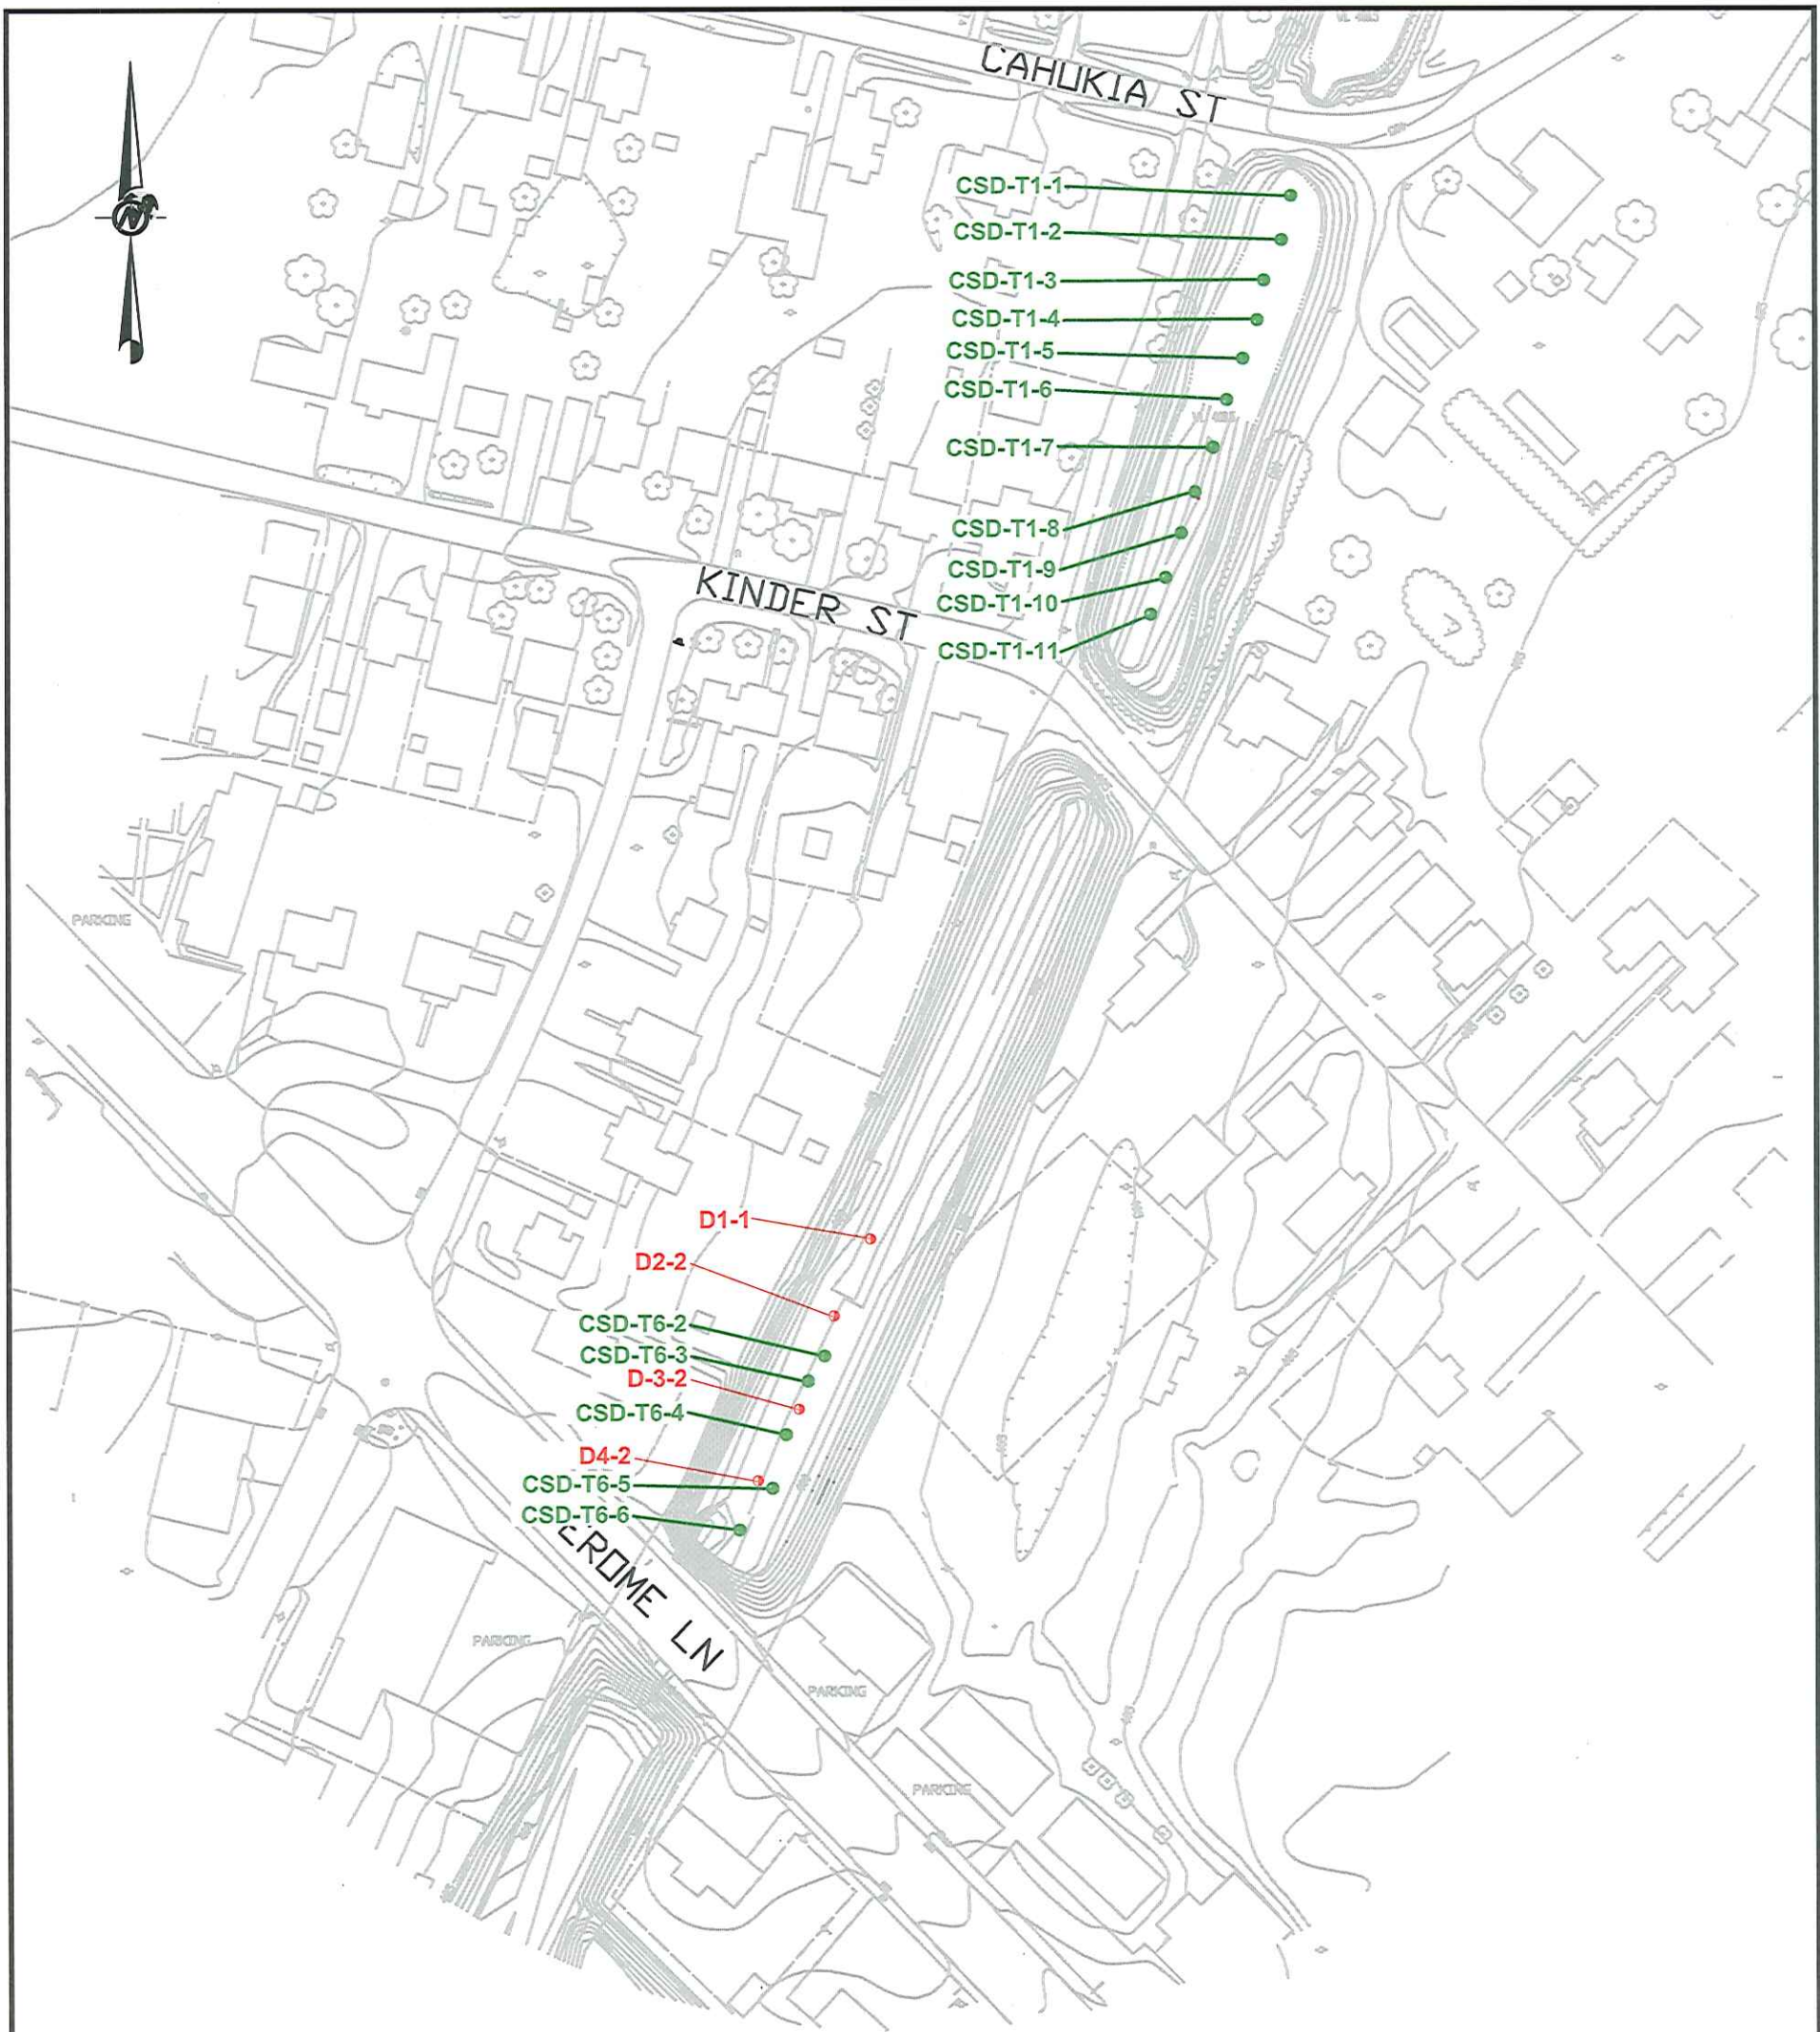 CAHOKIA ST
CSD-T1-1
CSD-T1-2
CSD-T1-3
CSD-T1-4
CSD-T1-5
CSD-T1-6
CSD-T1-7
CSD-T1-8
CSD-T1-9
CSD-T1-10
CSD-T1-11
KINDER ST
PARKING
D1-1
D2-2
CSD-T6-2
CSD-T6-3
D-3-2
CSD-T6-4
D4-2
CSD-T6-5
CSD-T6-6
EROME LN
PARKING
PARKING
PARKING